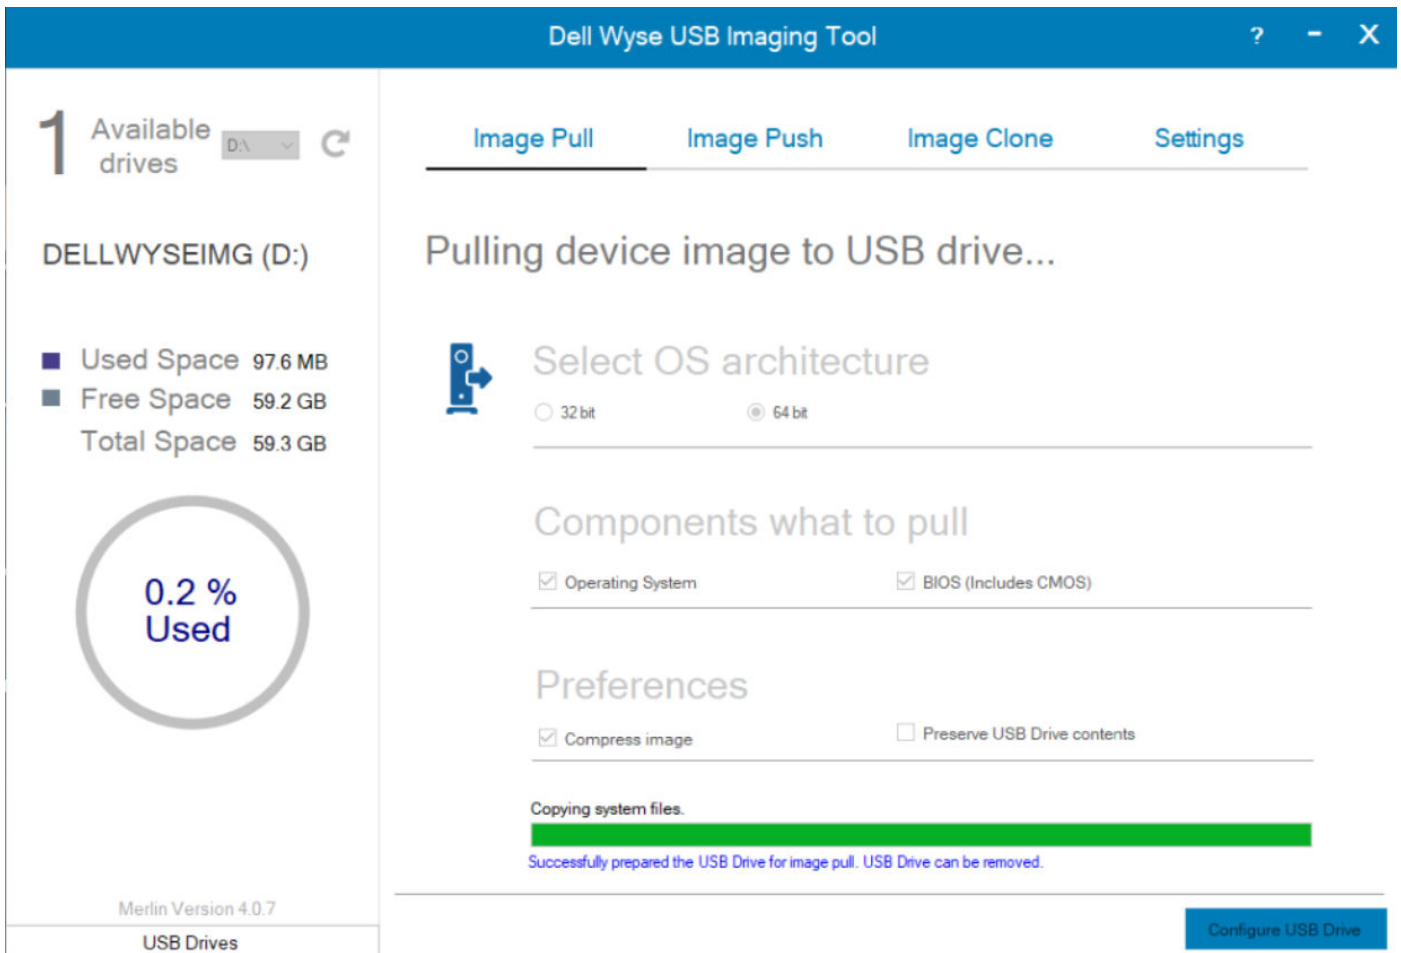 Dell Wyse USB Imaging Tool
? - X
1 Available drives D:\
DELLWYSEIMG (D:)
Used Space 97.6 MB
Free Space 59.2 GB
Total Space 59.3 GB
0.2 %
Used
Merlin Version 4.0.7
USB Drives
Image Pull Image Push Image Clone Settings
Pulling device image to USB drive...
Select OS architecture
32 bit 64 bit
Components what to pull
Operating System BIOS (Includes CMOS)
Preferences
Compress image Preserve USB Drive contents
Copying system files.
Successfully prepared the USB Drive for image pull. USB Drive can be removed.
Configure USB Drive